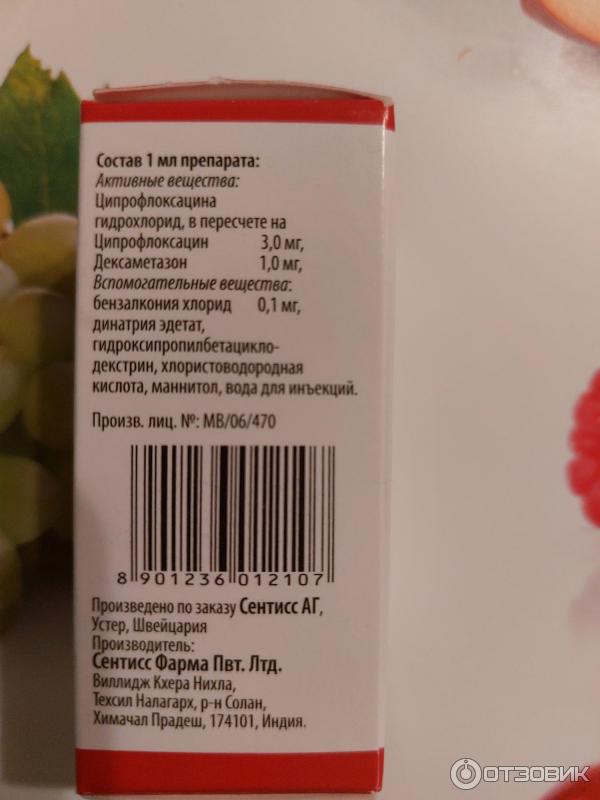 Состав 1 мл препарата:
Активные вещества:
Ципрофлоксацина
гидрохлорид, в пересчете на
Ципрофлоксацин 3,0 мг,
Дексаметазон 1,0 мг,
Вспомогательные вещества:
бензалкония хлорид 0,1 мг,
динатрия эдетат,
гидроксипропилбетацикло-
декстрин, хлористоводородная
кислота, маннитол, вода для инъекций.
Произв. лиц. №: MB/06/470
8 901236 012107
Произведено по заказу Сентисс АГ,
Устер, Швейцария
Производитель:
Сентисс Фарма Пвт. Лтд.
Виллидж Кхера Нихла,
Техсил Налагарх, р-н Солан,
Химачал Прадеш, 174101, Индия.
ОТЗОВИК